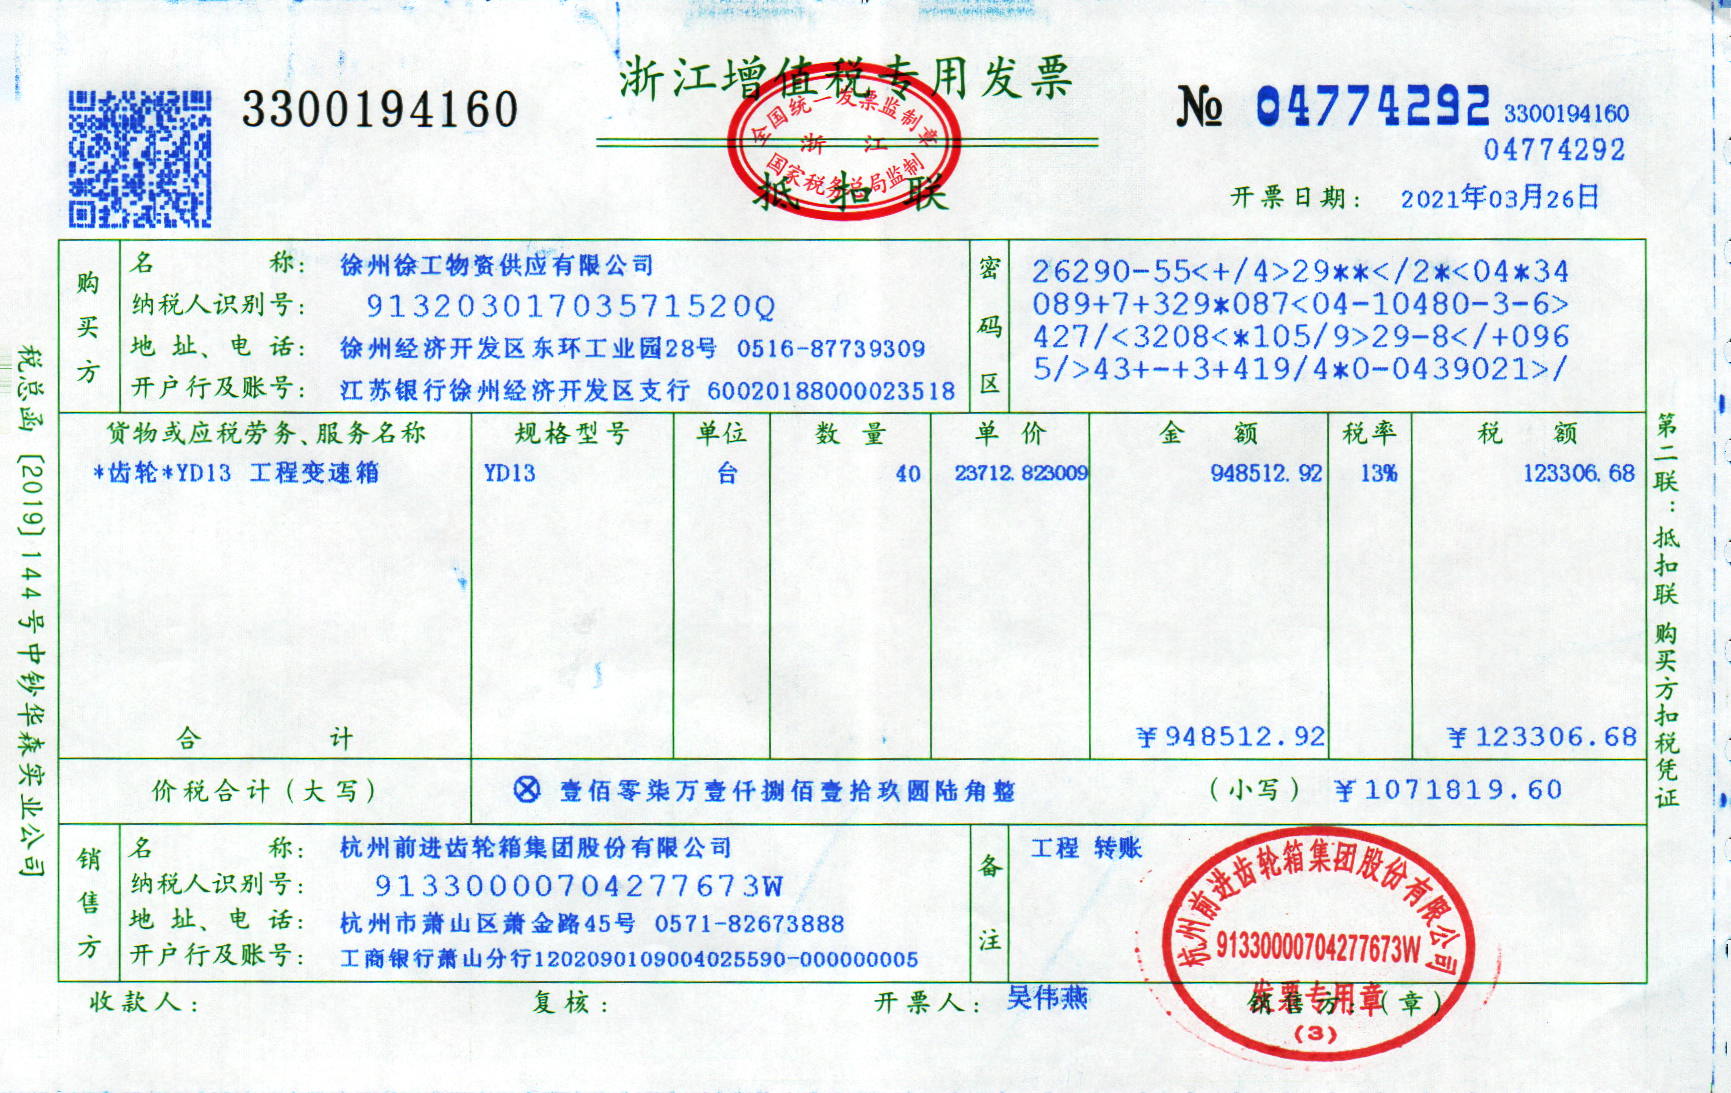 浙江增值税专用发票
3300194160
№ 04774292 3300194160
04774292
全国统一发票监制章
浙 江
国家税务总局监制
抵扣联
开票日期: 2021年03月26日
购买方
名 称: 徐州徐工物资供应有限公司
纳税人识别号: 91320301703571520Q
地址、电话: 徐州经济开发区东环工业园28号 0516-87739309
开户行及账号: 江苏银行徐州经济开发区支行 60020188000023518
密码区
26290-55<+/4>29**</2*<04*34
089+7+329*087<04-10480-3-6>
427/<3208<*105/9>29-8</+096
5/>43+-+3+419/4*0-0439021>/
货物或应税劳务、服务名称 规格型号 单位 数量 单价 金额 税率 税额
*齿轮*YD13 工程变速箱 YD13 台 40 23712.823009 948512.92 13% 123306.68
合 计 ¥948512.92 ¥123306.68
价税合计(大写) ⊗ 壹佰零柒万壹仟捌佰壹拾玖圆陆角整 (小写) ¥1071819.60
销售方
名 称: 杭州前进齿轮箱集团股份有限公司
纳税人识别号: 91330000704277673W
地址、电话: 杭州市萧山区萧金路45号 0571-82673888
开户行及账号: 工商银行萧山分行1202090109004025590-000000005
备注
工程 转账
杭州前进齿轮箱集团股份有限公司
91330000704277673W
发票专用章
(3)
收款人: 复核: 开票人: 吴伟燕 销售方:(章)
税总函[2019]144号中钞华森实业公司
第二联:抵扣联 购买方扣税凭证